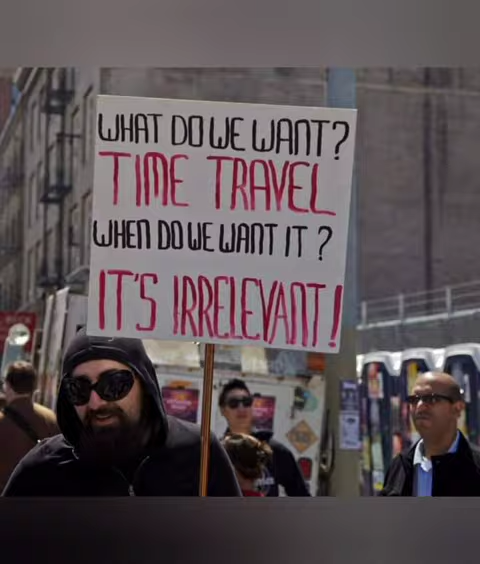 WHAT DO WE WANT?
TIME TRAVEL
WHEN DO WE WANT IT?
IT'S IRRELEVANT!